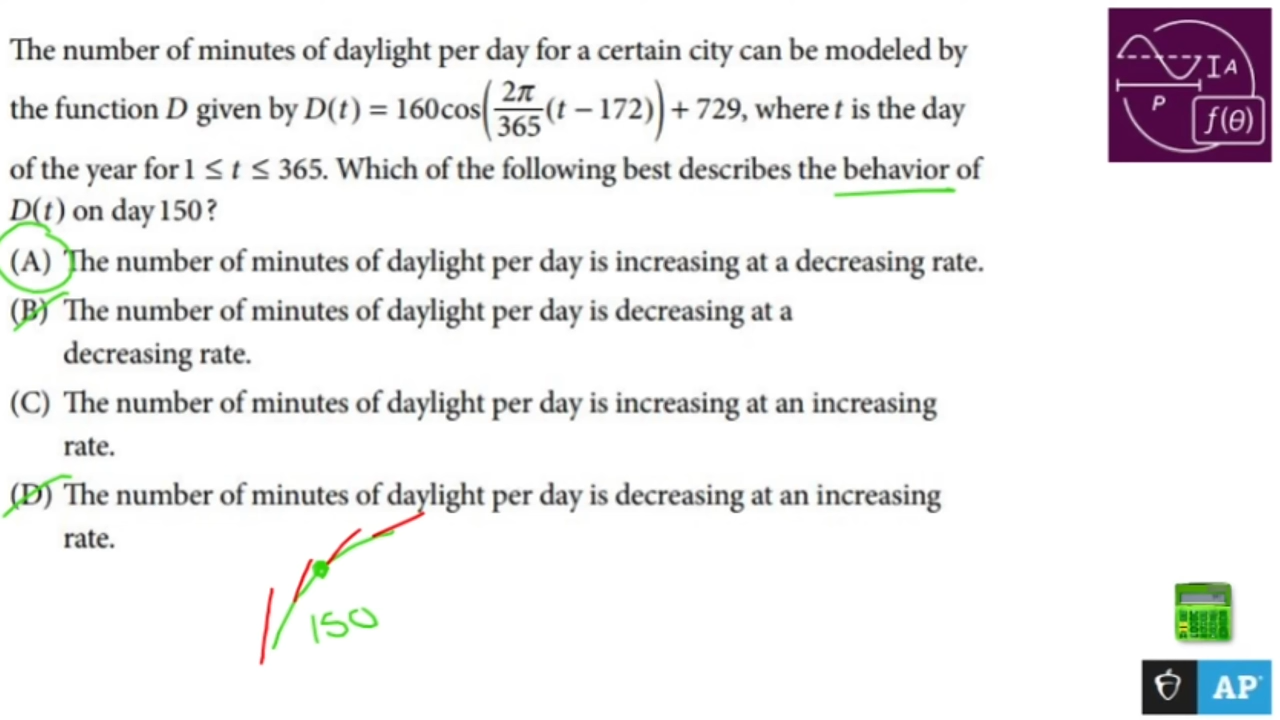 The number of minutes of daylight per day for a certain city can be modeled by
the function D given by D(t) = 160cos(2π/365(t − 172)) + 729, where t is the day
of the year for 1 ≤ t ≤ 365. Which of the following best describes the behavior of
D(t) on day 150?
(A) The number of minutes of daylight per day is increasing at a decreasing rate.
(B) The number of minutes of daylight per day is decreasing at a
decreasing rate.
(C) The number of minutes of daylight per day is increasing at an increasing
rate.
(D) The number of minutes of daylight per day is decreasing at an increasing
rate.
150
A
P
f(θ)
AP